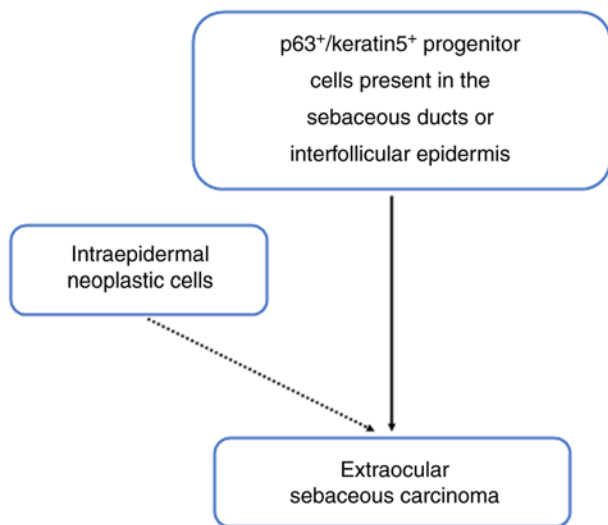 p63⁺/keratin5⁺ progenitor
cells present in the
sebaceous ducts or
interfollicular epidermis
Intraepidermal
neoplastic cells
Extraocular
sebaceous carcinoma